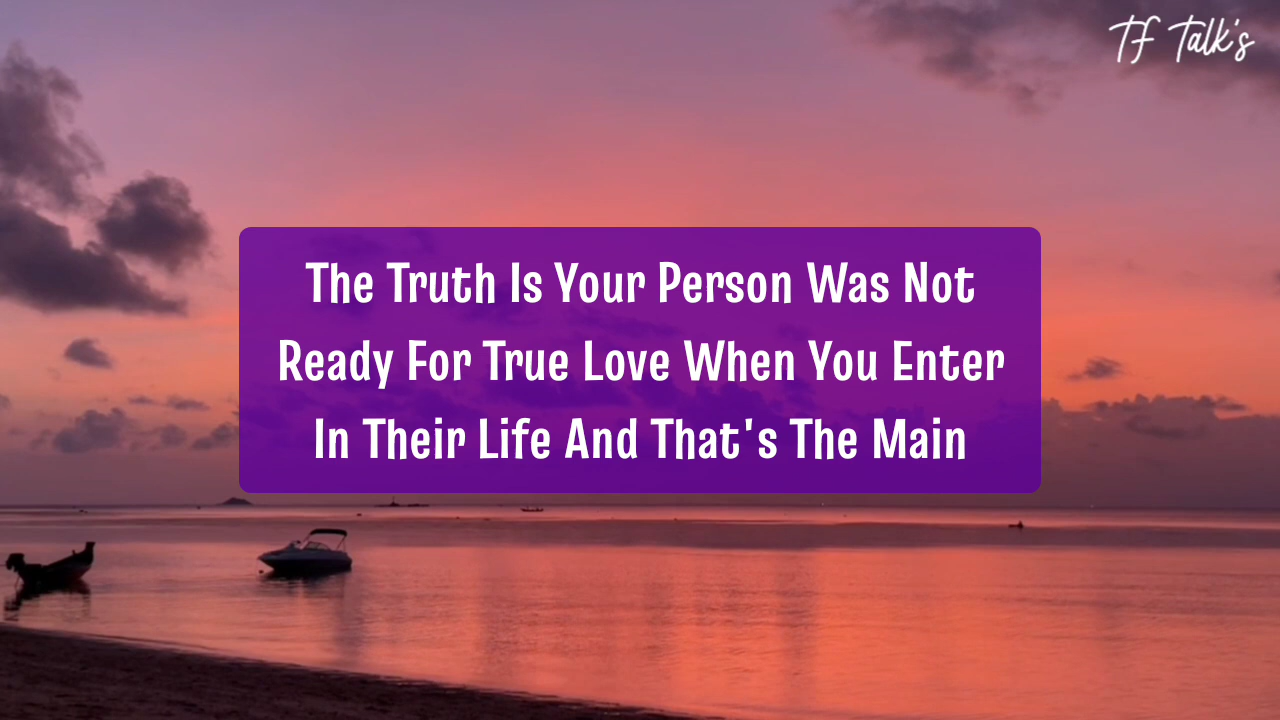 TF Talk's
The Truth Is Your Person Was Not
Ready For True Love When You Enter
In Their Life And That's The Main